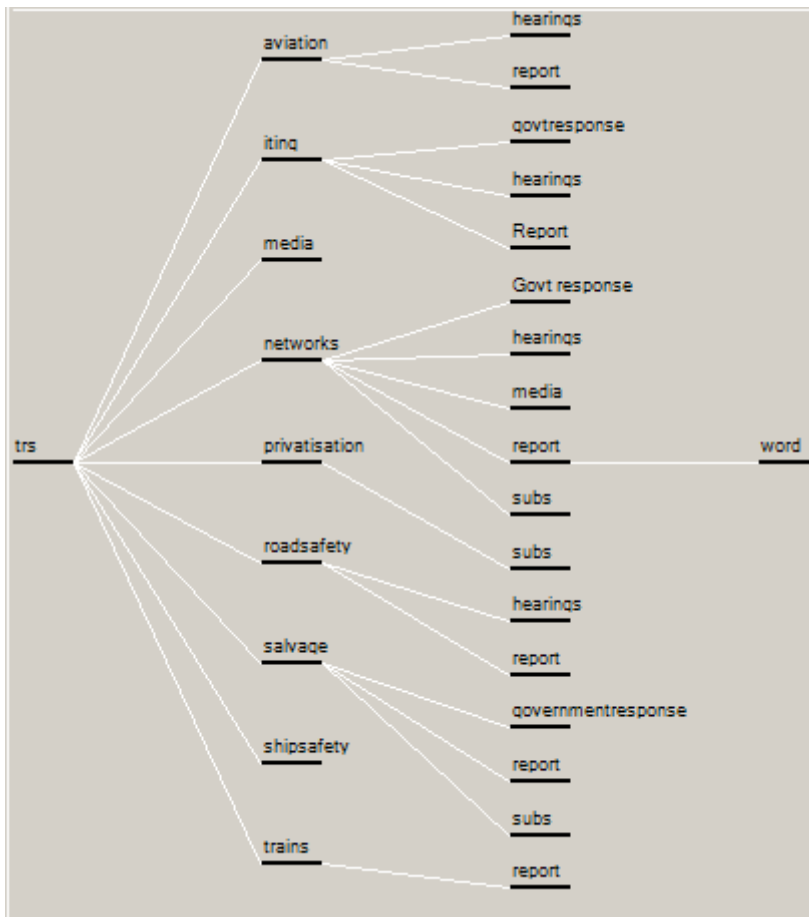 trs
aviation
hearings
report
iting
govtresponse
hearings
Report
media
networks
Govt response
hearings
media
report
word
subs
privatisation
subs
roadsafety
hearings
report
salvage
governmentresponse
report
subs
shipsafety
trains
report